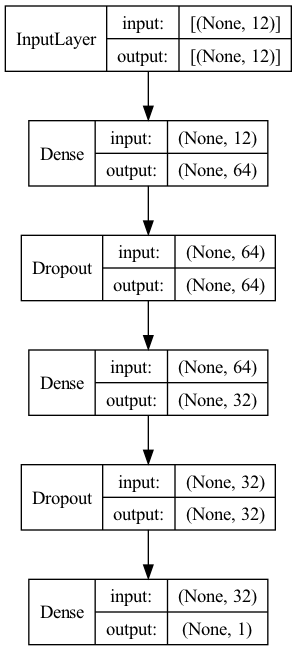 InputLayer input: [(None, 12)]
output: [(None, 12)]
Dense input: (None, 12)
output: (None, 64)
Dropout input: (None, 64)
output: (None, 64)
Dense input: (None, 64)
output: (None, 32)
Dropout input: (None, 32)
output: (None, 32)
Dense input: (None, 32)
output: (None, 1)